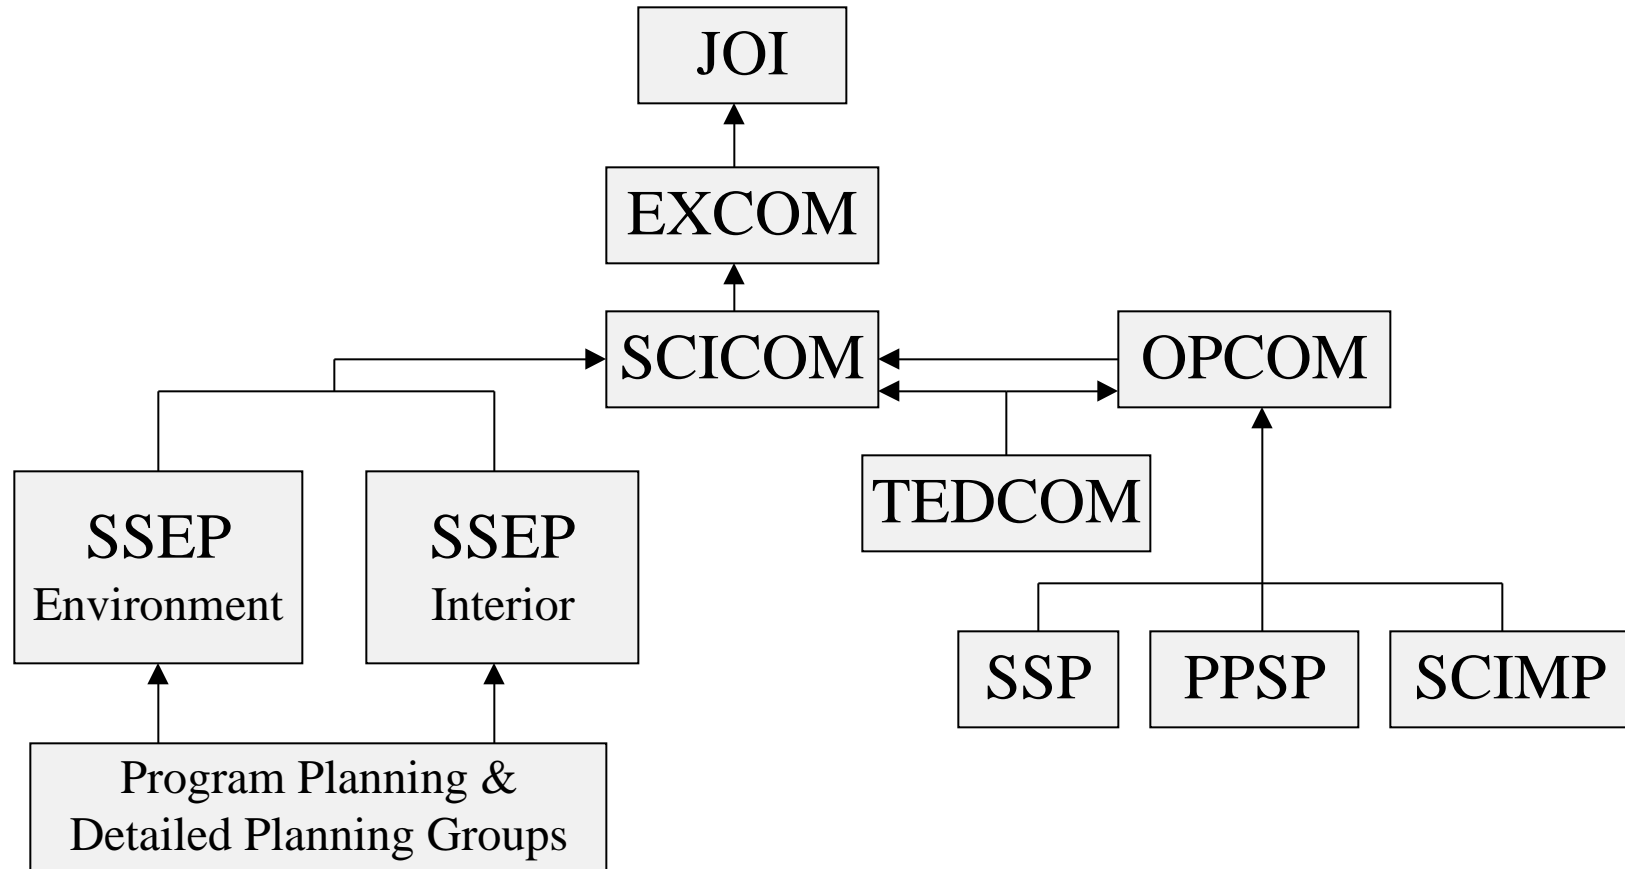 JOI
EXCOM
SCICOM
OPCOM
TEDCOM
SSEP
Environment
SSEP
Interior
SSP
PPSP
SCIMP
Program Planning &
Detailed Planning Groups